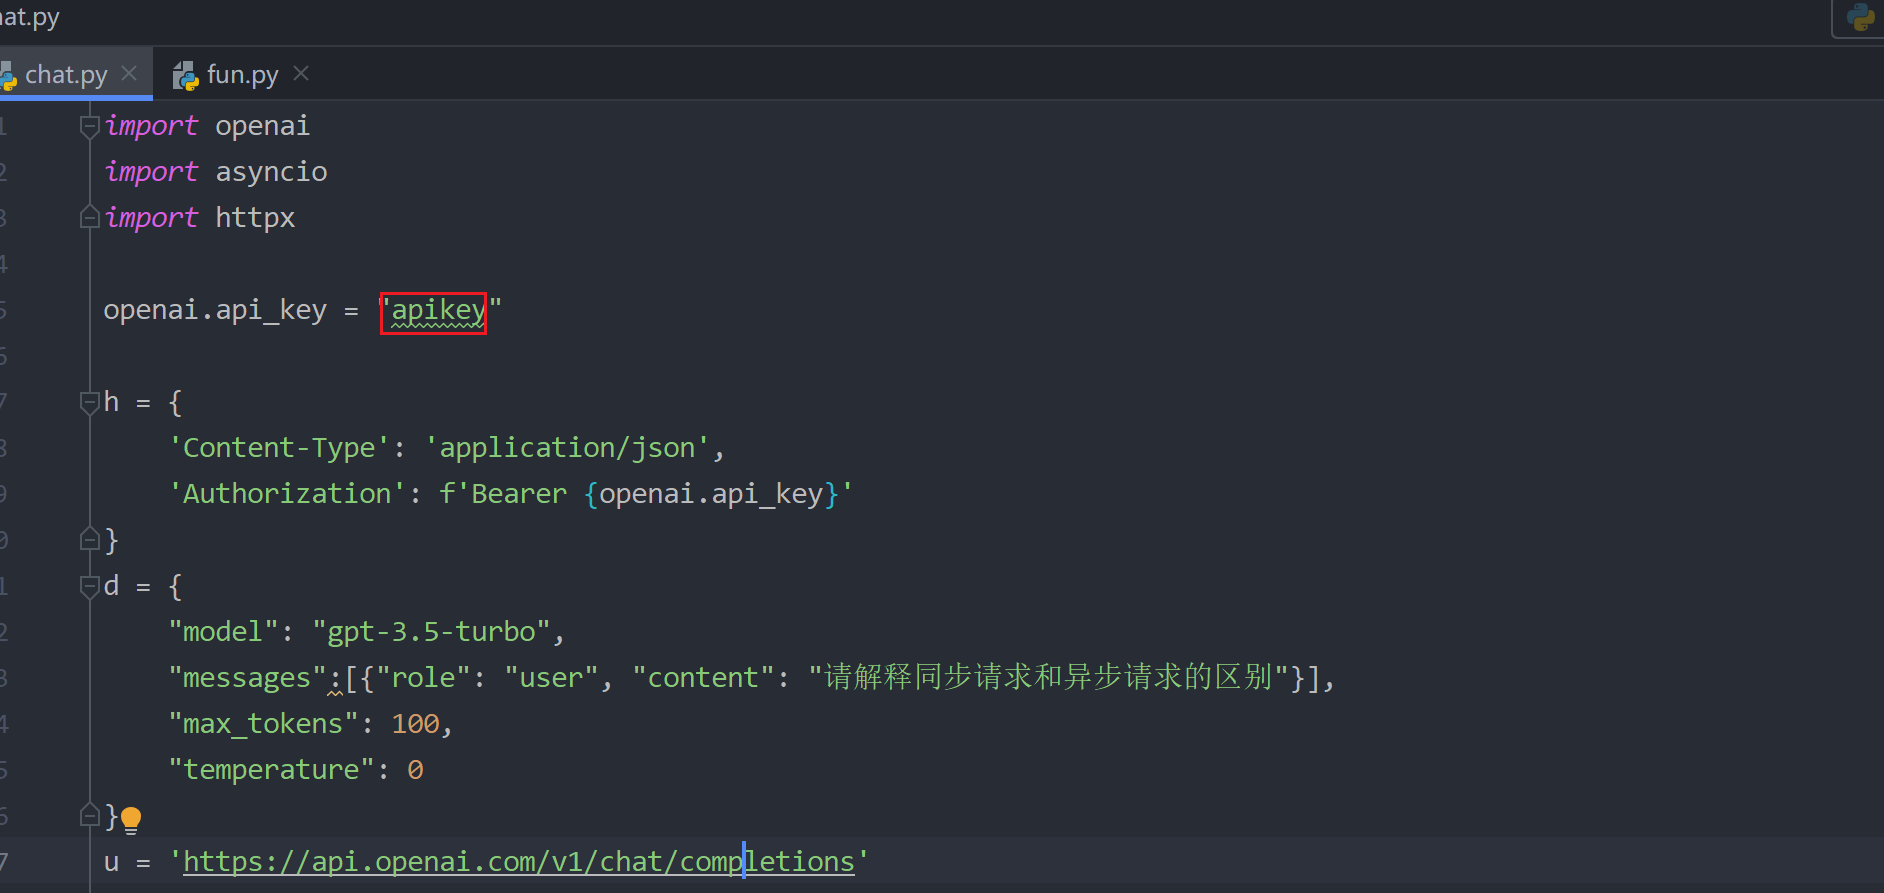 hat.py
chat.py fun.py
1 import openai
2 import asyncio
3 import httpx
4
5 openai.api_key = "apikey"
6
7 h = {
8 'Content-Type': 'application/json',
9 'Authorization': f'Bearer {openai.api_key}'
0 }
1 d = {
2 "model": "gpt-3.5-turbo",
3 "messages":[{"role": "user", "content": "请解释同步请求和异步请求的区别"}],
4 "max_tokens": 100,
5 "temperature": 0
6 }
7 u = 'https://api.openai.com/v1/chat/completions'